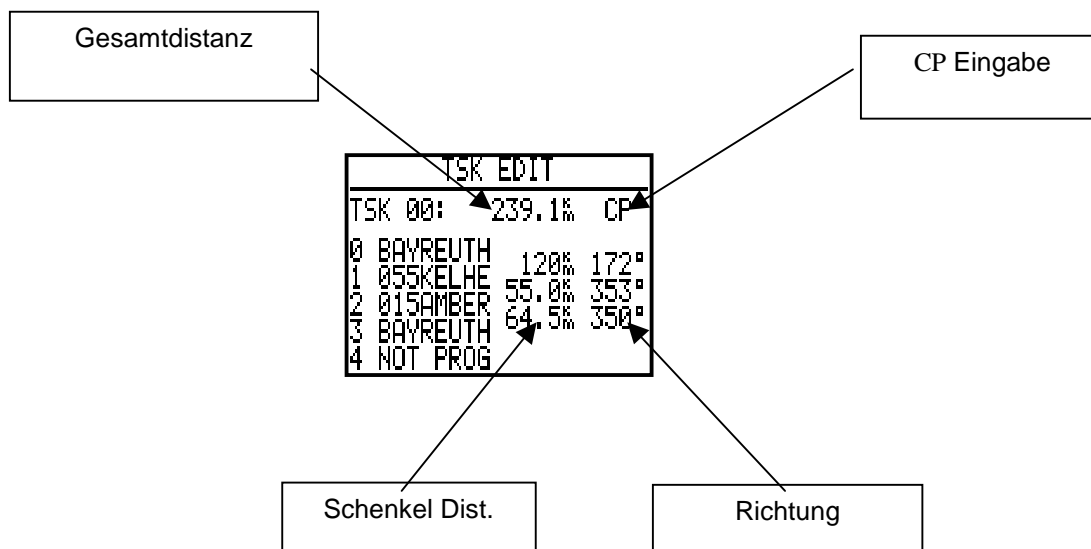 Gesamtdistanz
CP Eingabe
TSK EDIT
TSK 00: 239.1km CP
0 BAYREUTH
120km 172°
1 055KELHE
55.0km 353°
2 015AMBER
64.5km 350°
3 BAYREUTH
4 NOT PROG
Schenkel Dist.
Richtung